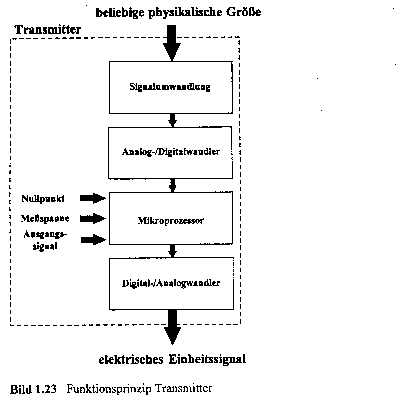 beliebige physikalische Größe
Transmitter
Signalumwandlung
Analog-/Digitalwandler
Nullpunkt
Meßspanne
Ausgangs-
signal
Mikroprozessor
Digital-/Analogwandler
elektrisches Einheitssignal
Bild 1.23 Funktionsprinzip Transmitter